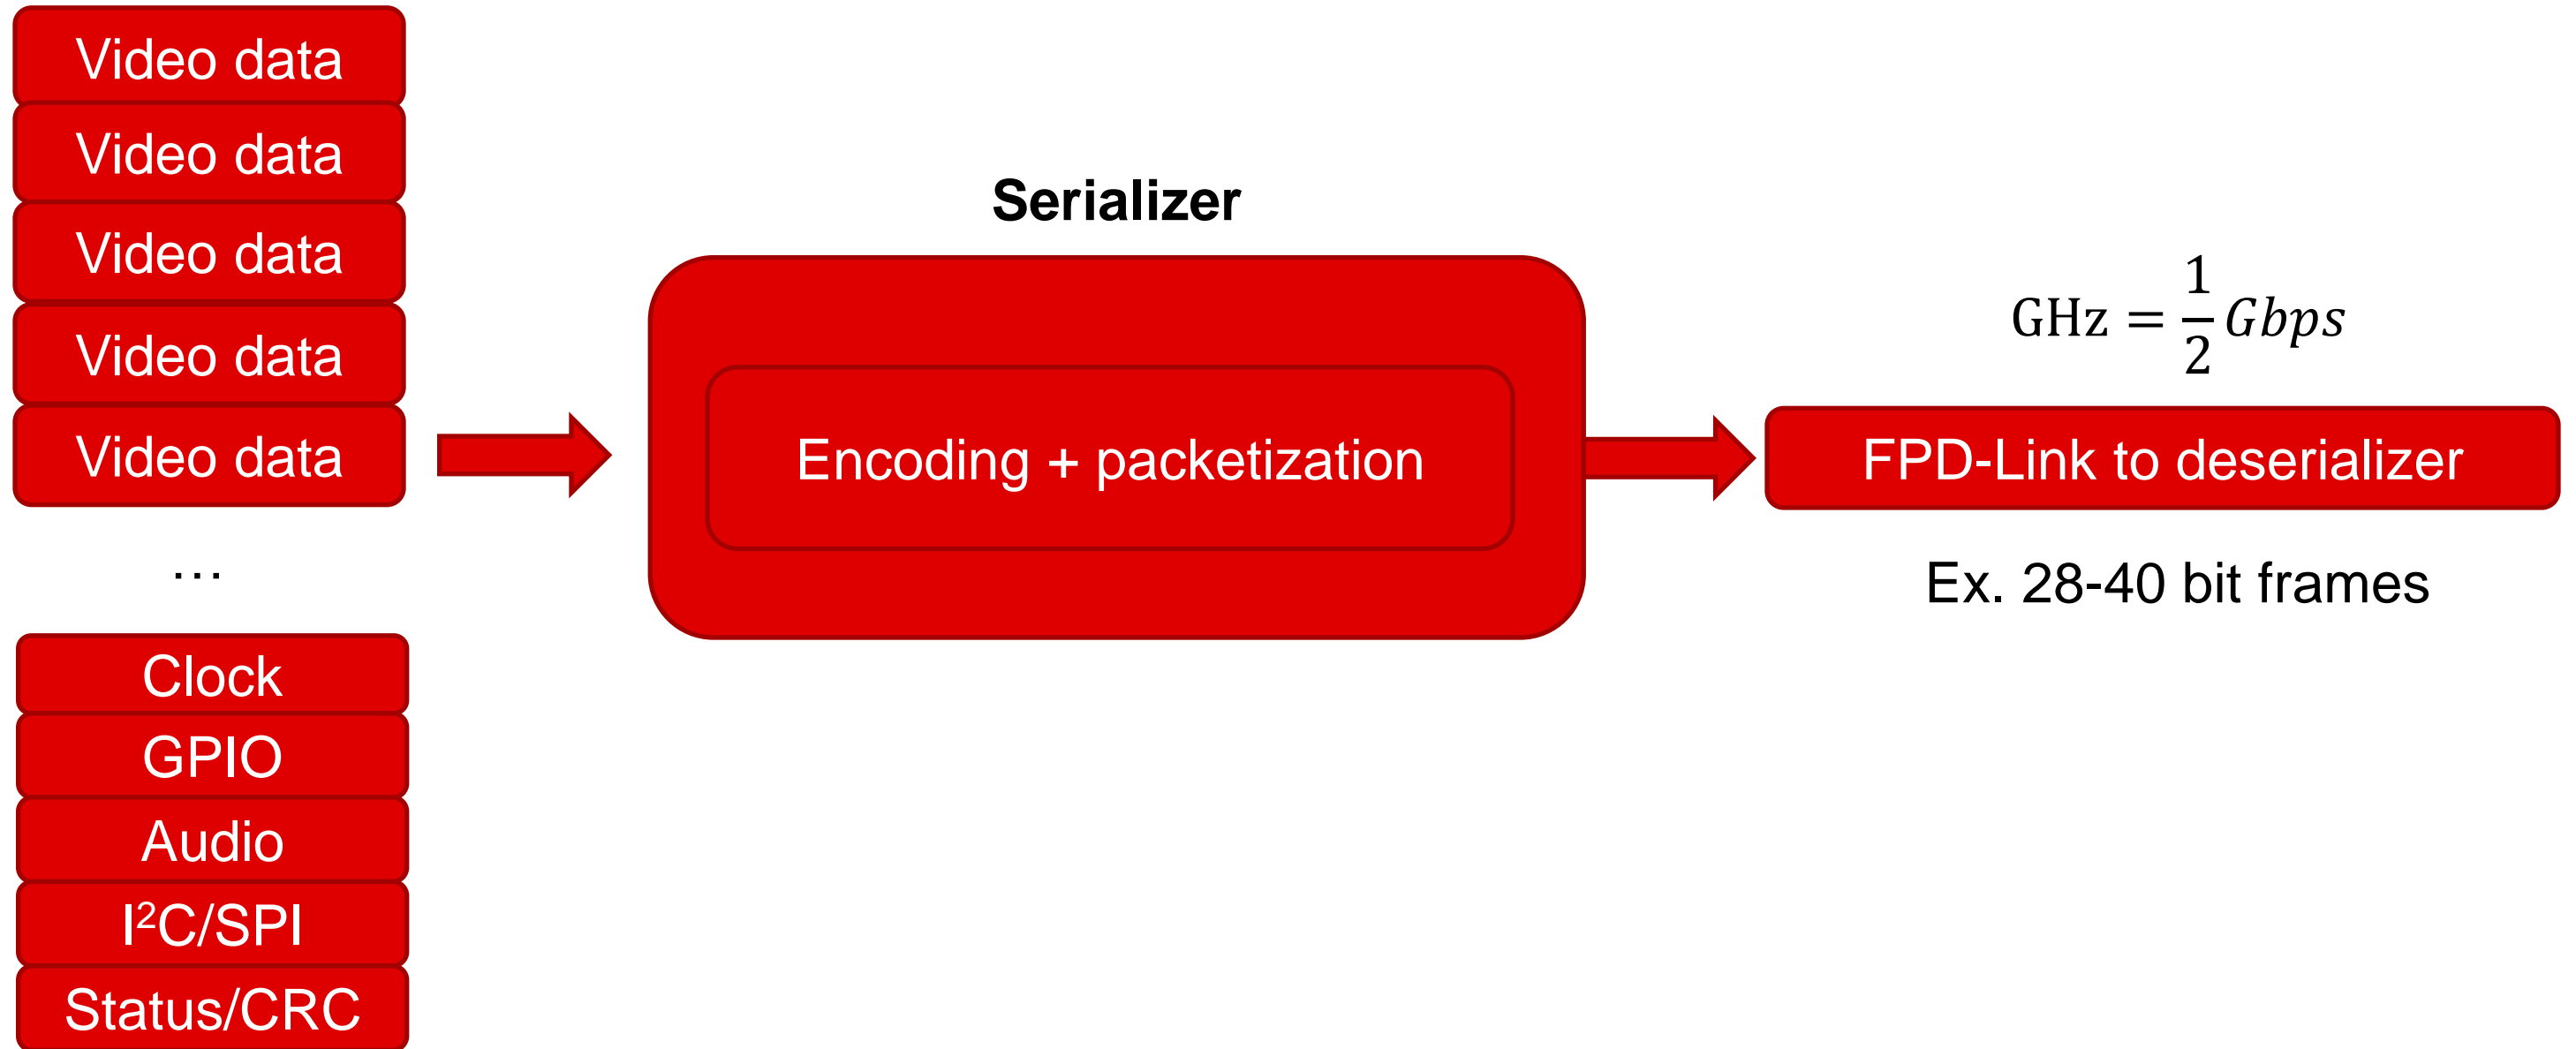 Video data
Video data
Video data
Video data
Video data
…
Clock
GPIO
Audio
I²C/SPI
Status/CRC
Serializer
Encoding + packetization
GHz = 1/2 Gbps
FPD-Link to deserializer
Ex. 28-40 bit frames